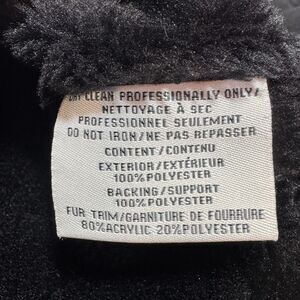 DRY CLEAN PROFESSIONALLY ONLY/
NETTOYAGE À SEC
PROFESSIONNEL SEULEMENT
DO NOT IRON/NE PAS REPASSER
CONTENT/CONTENU
EXTERIOR/EXTÉRIEUR
100%POLYESTER
BACKING/SUPPORT
100%POLYESTER
FUR TRIM/GARNITURE DE FOURRURE
80%ACRYLIC 20%POLYESTER